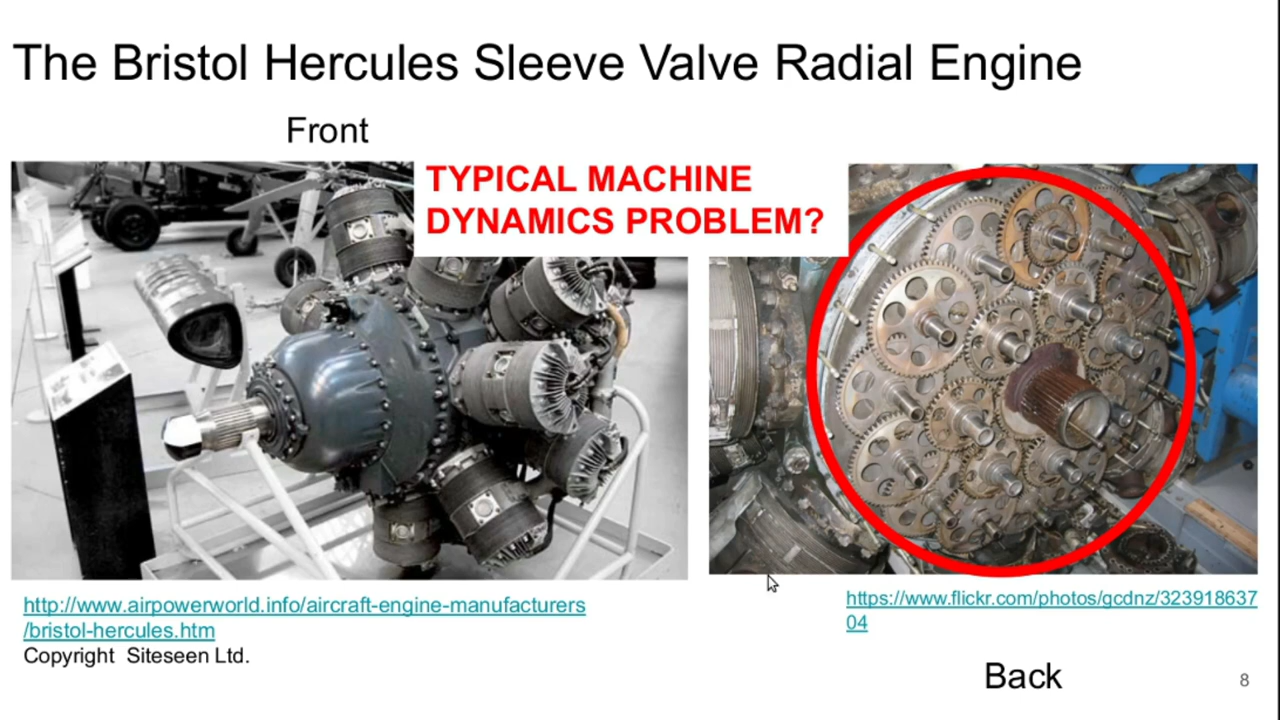 The Bristol Hercules Sleeve Valve Radial Engine
Front
TYPICAL MACHINE
DYNAMICS PROBLEM?
http://www.airpowerworld.info/aircraft-engine-manufacturers
/bristol-hercules.htm
Copyright Siteseen Ltd.
https://www.flickr.com/photos/gcdnz/323918637
04
Back
8